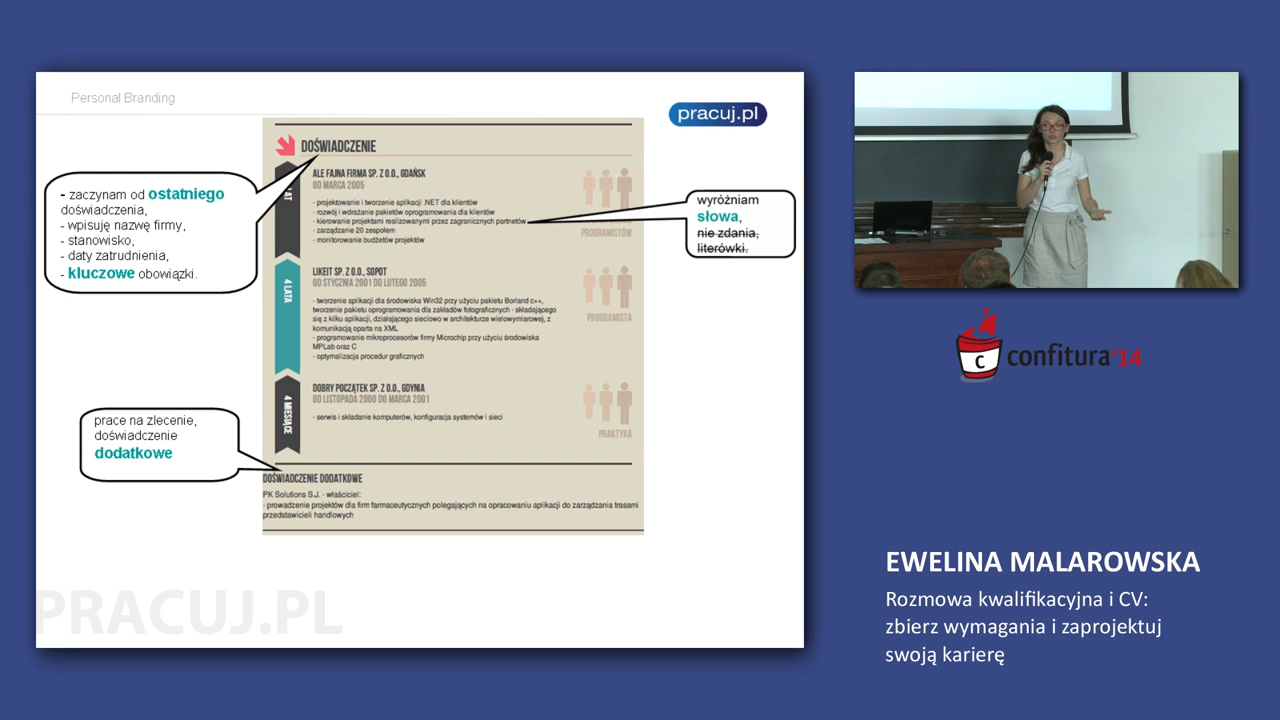 Personal Branding
pracuj.pl
DOŚWIADCZENIE
- zaczynam od ostatniego
doświadczenia,
- wpisuję nazwę firmy,
- stanowisko,
- daty zatrudnienia,
- kluczowe obowiązki.
ALE FAJNA FIRMA SP. Z O.O., GDAŃSK
OD MARCA 2005
- projektowanie i tworzenie aplikacji .NET dla klientów
- rozwój i wdrażanie pakietów oprogramowania dla klientów
- kierowanie projektami realizowanymi przez zagranicznych partnerów
- zarządzanie 20 zespołem
- monitorowanie budżetów projektów
PROGRAMISTÓW
wyróżniam
słowa,
nie zdania,
literówki.
4 LATA
LIKEIT SP. Z O.O., SOPOT
OD STYCZNIA 2001 DO LUTEGO 2005
- tworzenie aplikacji dla środowiska Win32 przy użyciu pakietu Borland c++,
tworzenie pakietu oprogramowania dla zakładów fotograficznych - składającego
się z kilku aplikacji, działającego sieciowo w architekturze wielowymiarowej, z
komunikacją oparta na XML
- programowanie mikroprocesorów firmy Microchip przy użyciu środowiska
MPLab oraz C
- optymalizacja procedur graficznych
PROGRAMISTA
4 MIESIĄCE
DOBRY POCZĄTEK SP. Z O.O., GDYNIA
OD LISTOPADA 2000 DO MARCA 2001
- serwis i składanie komputerów, konfiguracja systemów i sieci
PRAKTYKA
prace na zlecenie,
doświadczenie
dodatkowe
DOŚWIADCZENIE DODATKOWE
PK Solutions S.J. - właściciel:
- prowadzenie projektów dla firm farmaceutycznych polegających na opracowaniu aplikacji do zarządzania trasami
przedstawicieli handlowych
PRACUJ.PL
C
confitura'14
EWELINA MALAROWSKA
Rozmowa kwalifikacyjna i CV:
zbierz wymagania i zaprojektuj
swoją karierę